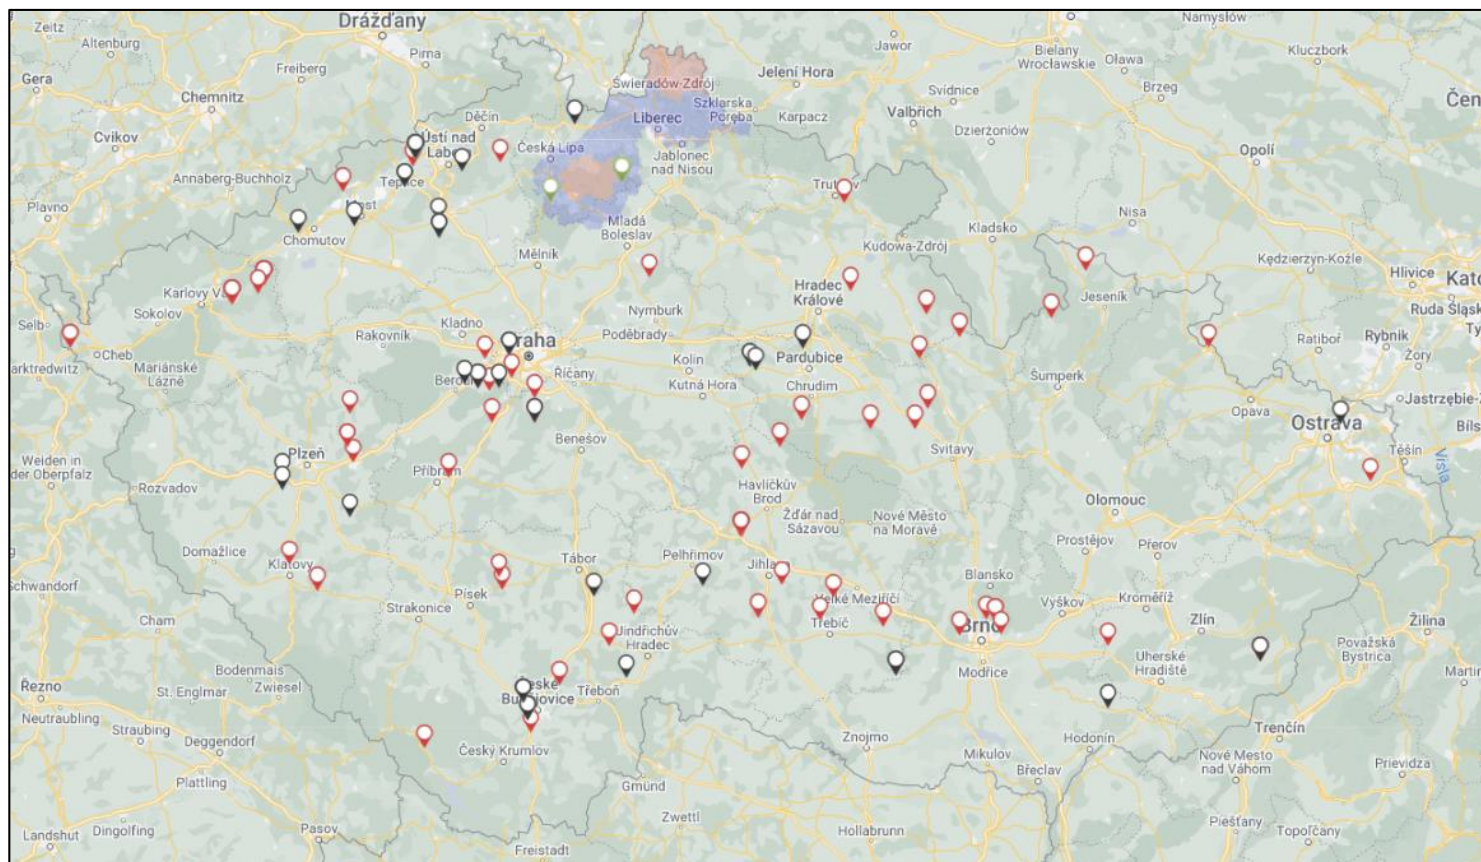 Zeitz
Altenburg
Drážďany
Pirna
Freiberg
Gera
Chemnitz
Cvikov
Annaberg-Buchholz
Plavno
Děčín
Ústí nad
Teplice
Most
Chomutov
Česká Lípa
Świeradów-Zdrój
Liberec
Szklarska
Poręba
Jablonec
nad Nisou
Karpacz
Jelení Hora
Jawor
Valbřich
Svídnice
Dzierżoniów
Bielany
Wrocławskie
Oława
Brzeg
Namysłów
Kluczbork
Opolí
Nisa
Kladsko
Kudowa-Zdrój
Jeseník
Kędzierzyn-Koźle
Hlivice
Ruda Śląsk
Rybnik
Ratiboř
Żory
Jastrzębie-Z
Selb
Cheb
Sokolov
Mariánské
Lázně
Rakovník
Kladno
Mělník
Mladá
Boleslav
Nymburk
Poděbrady
Kolín
Kutná Hora
Říčany
Benešov
Příbram
Plzeň
Rozvadov
Weiden in
der Oberpfalz
Hradec
Králové
Pardubice
Chrudim
Svitavy
Šumperk
Opava
Ostrava
Těšín
Visla
Olomouc
Prostějov
Přerov
Havlíčkův
Brod
Žďár nad
Sázavou
Nové Město
na Moravě
Domažlice
Klatovy
Schwandorf
Cham
Strakonice
Písek
Tábor
Pelhřimov
Velké Meziříčí
Třebíč
Blansko
Vyškov
Kroměříž
Brno
Modřice
Zlín
Uherské
Hradiště
Považská
Bystrica
Žilina
Jindřichův
Hradec
Třeboň
České
Český Krumlov
Bodenmais
Zwiesel
St. Englmar
Řezno
Neutraubling
Straubing
Deggendorf
Plattling
Landshut
Dingolfing
Pasov
Freistadt
Gmünd
Zwettl
Hollabrunn
Znojmo
Mikulov
Břeclav
Hodonín
Trenčín
Nové Mesto
nad Váhom
Prievidza
Piešťany
Topoľčany